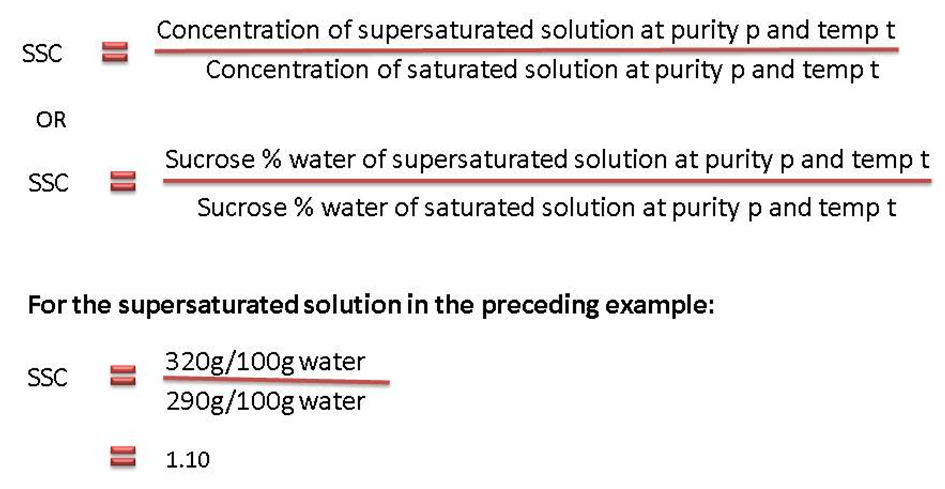 Concentration of supersaturated solution at purity p and temp t
SSC =
Concentration of saturated solution at purity p and temp t
OR
Sucrose % water of supersaturated solution at purity p and temp t
SSC =
Sucrose % water of saturated solution at purity p and temp t
For the supersaturated solution in the preceding example:
320g/100g water
SSC =
290g/100g water
= 1.10